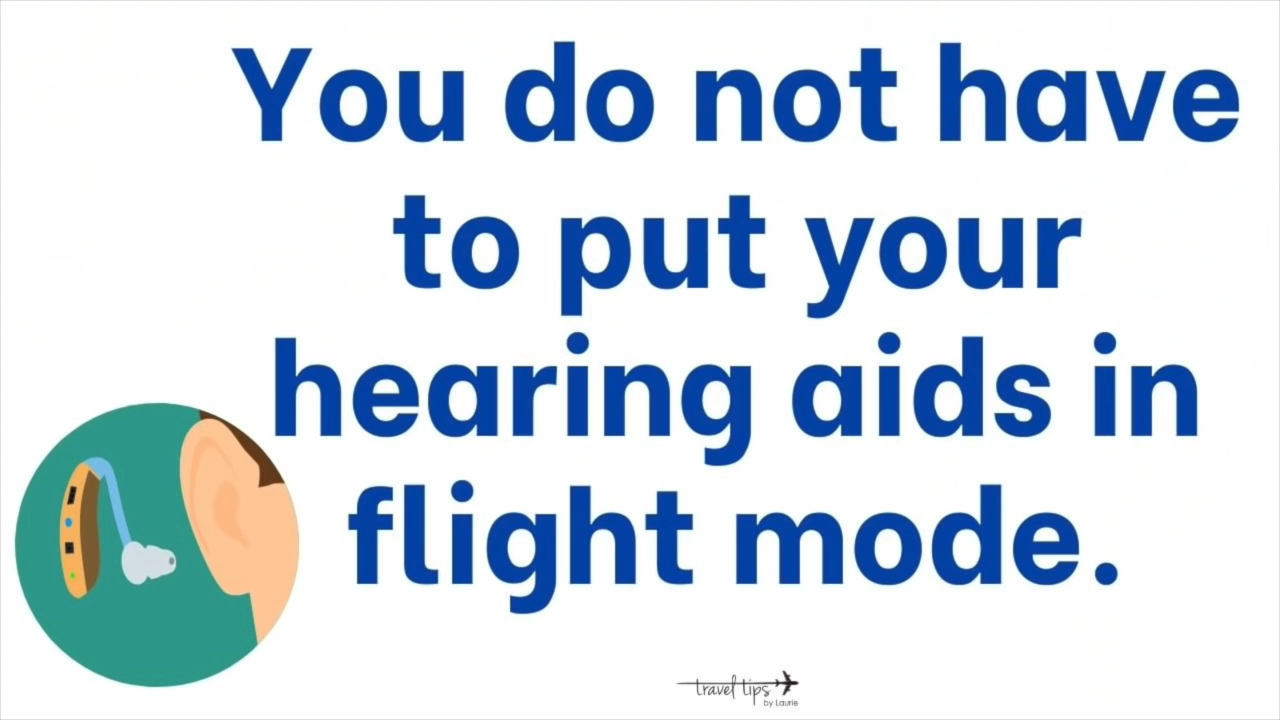 You do not have
to put your
hearing aids in
flight mode.
travel tips
by Laurie